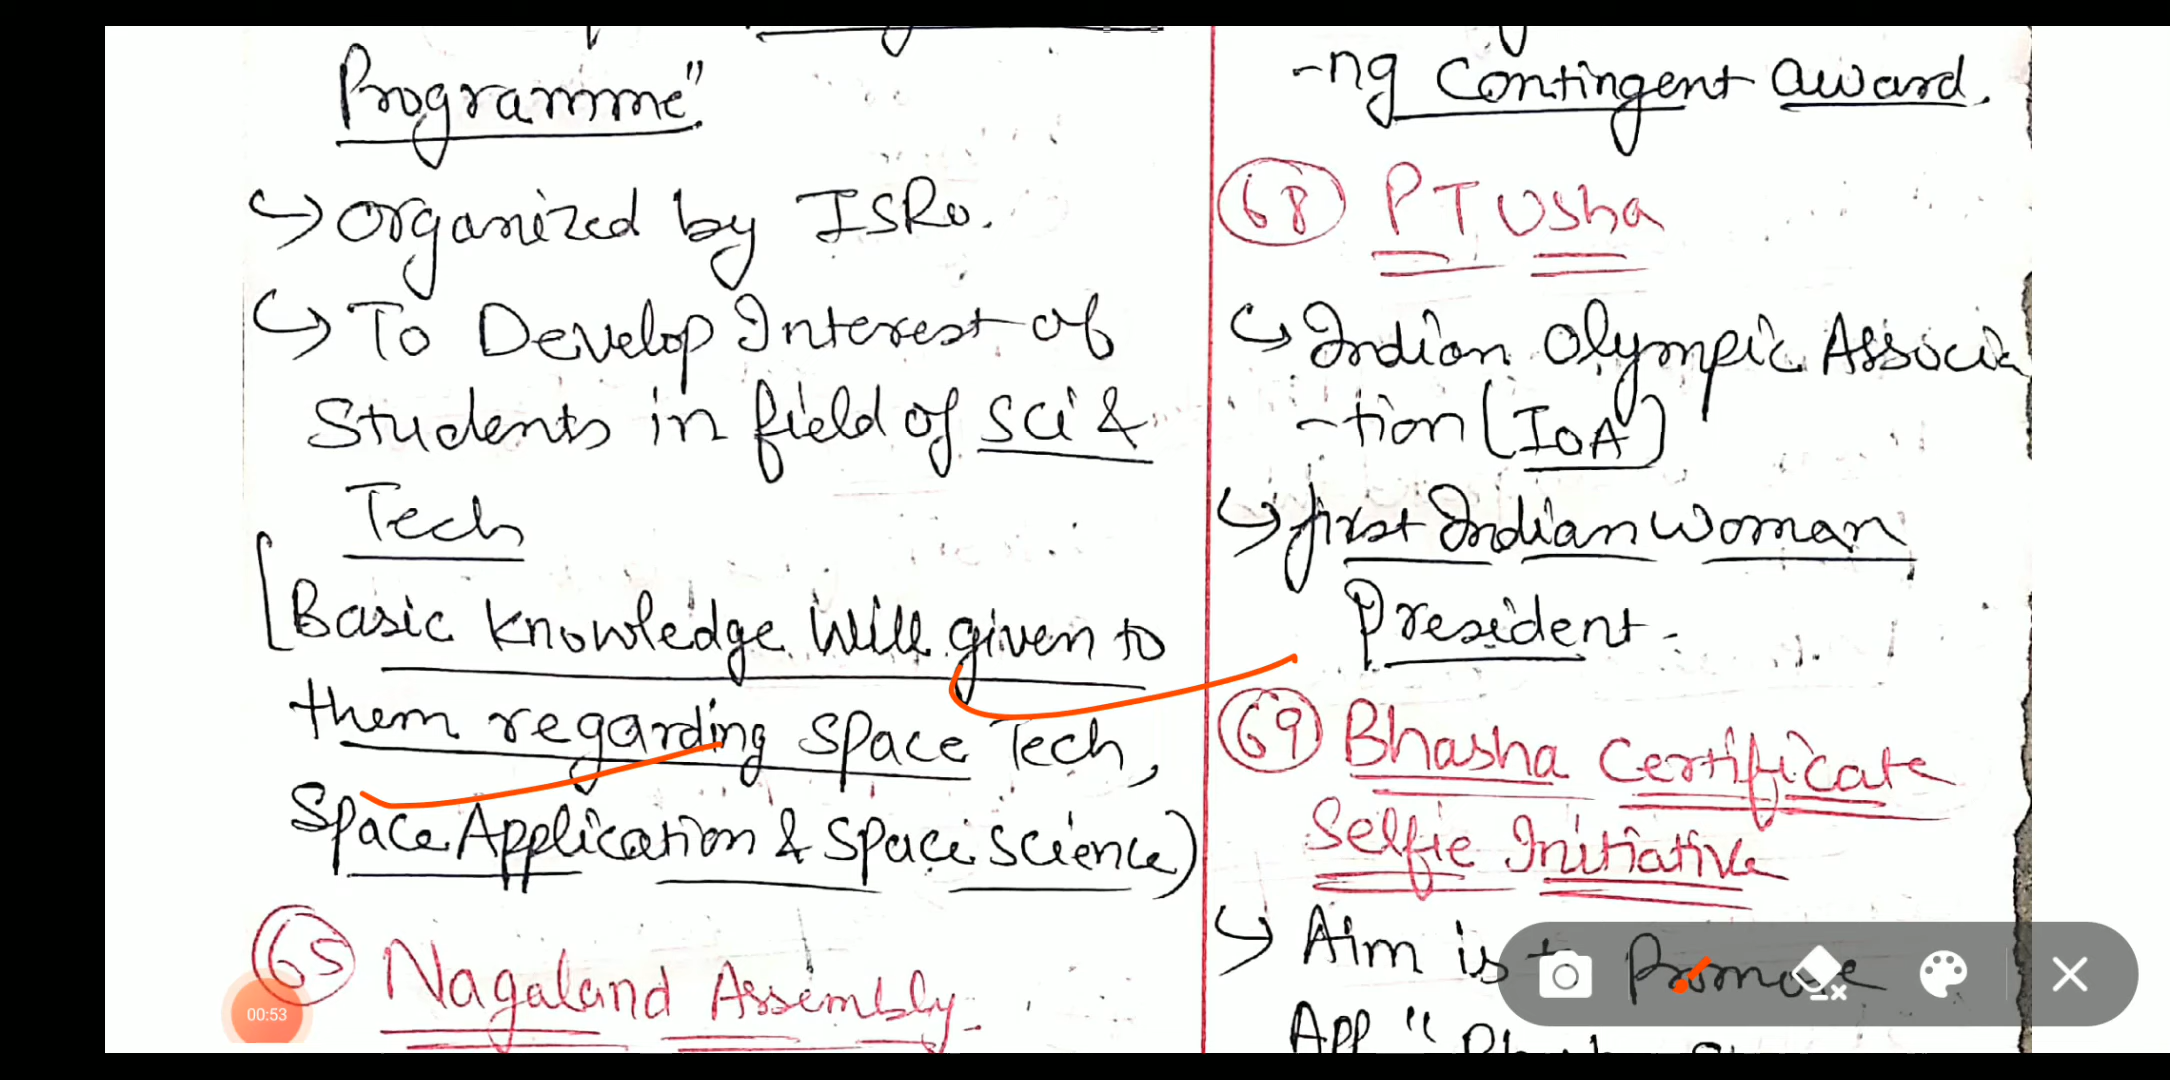 Programme"
↪ Organized by ISRO.
↪ To Develop Interest of
Students in field of Sci &
Tech
[Basic knowledge will given to
them regarding space Tech,
Space Application & space science)
65 Nagaland Assembly
00:53
-ng Contingent award.
68 PT Usha
↪ Indian Olympic Associa
-tion (IOA)
↪ first Indian woman
President.
69 Bhasha Certificate
Selfie Initiative
↪ Aim is to Promote
App "